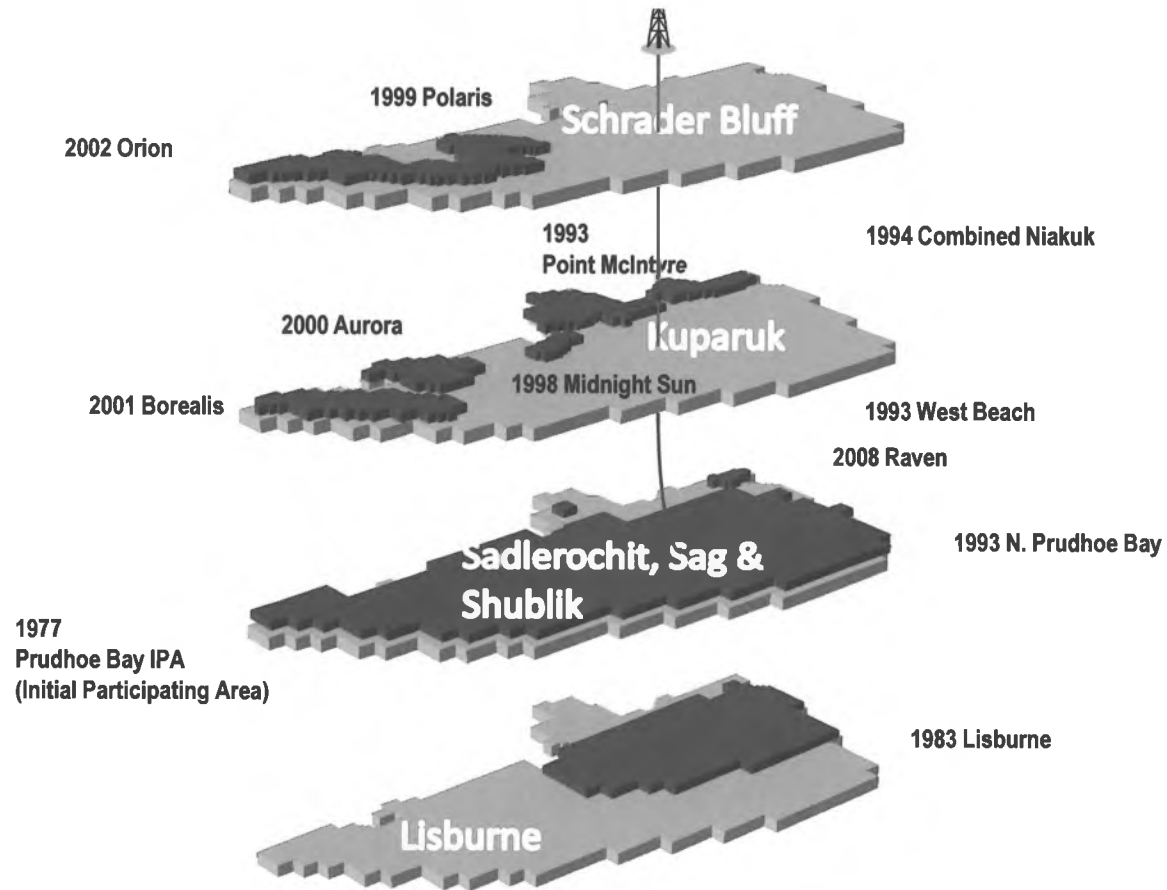 1999 Polaris
Schrader Bluff
2002 Orion
1993
Point McIntyre
1994 Combined Niakuk
2000 Aurora
Kuparuk
1998 Midnight Sun
2001 Borealis
1993 West Beach
2008 Raven
Sadlerochit, Sag &
Shublik
1993 N. Prudhoe Bay
1977
Prudhoe Bay IPA
(Initial Participating Area)
1983 Lisburne
Lisburne